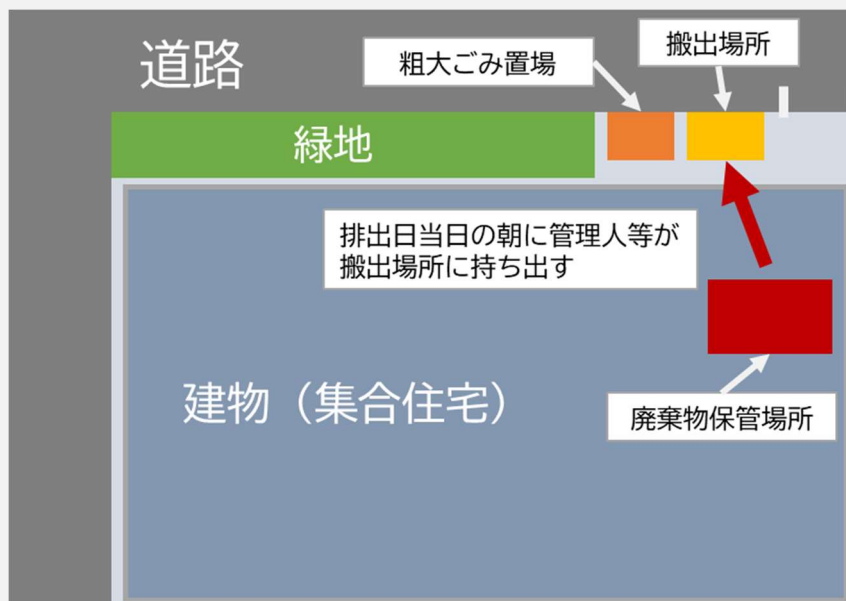 道路
粗大ごみ置場
搬出場所
緑地
排出日当日の朝に管理人等が
搬出場所に持ち出す
建物（集合住宅）
廃棄物保管場所